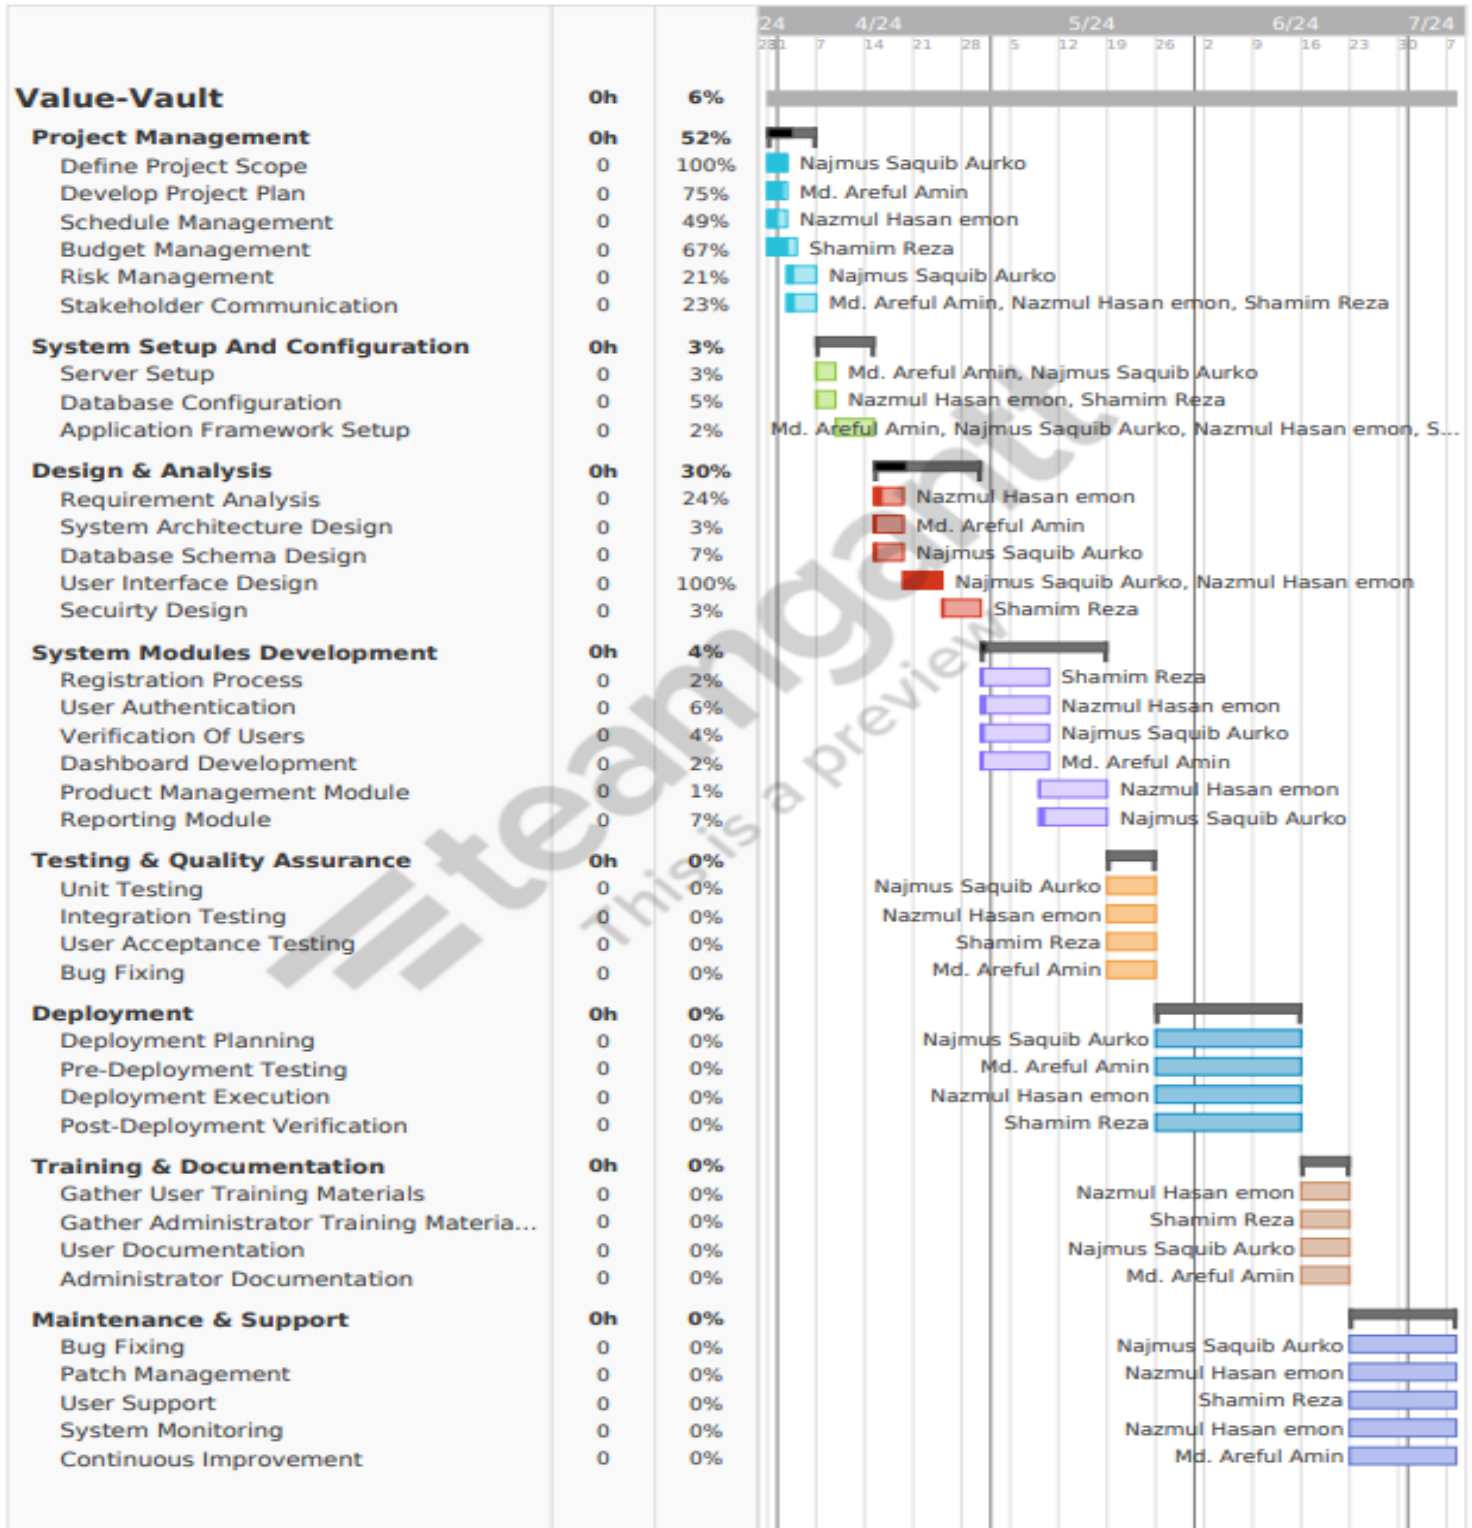 /24 4/24 5/24 6/24 7/24
31 7 14 21 28 5 12 19 26 2 9 16 23 30 7
Value-Vault 0h 6%
Project Management 0h 52%
Define Project Scope 0 100% Najmus Saquib Aurko
Develop Project Plan 0 75% Md. Areful Amin
Schedule Management 0 49% Nazmul Hasan emon
Budget Management 0 67% Shamim Reza
Risk Management 0 21% Najmus Saquib Aurko
Stakeholder Communication 0 23% Md. Areful Amin, Nazmul Hasan emon, Shamim Reza
System Setup And Configuration 0h 3%
Server Setup 0 3% Md. Areful Amin, Najmus Saquib Aurko
Database Configuration 0 5% Nazmul Hasan emon, Shamim Reza
Application Framework Setup 0 2% Md. Areful Amin, Najmus Saquib Aurko, Nazmul Hasan emon, S...
Design & Analysis 0h 30%
Requirement Analysis 0 24% Nazmul Hasan emon
System Architecture Design 0 3% Md. Areful Amin
Database Schema Design 0 7% Najmus Saquib Aurko
User Interface Design 0 100% Najmus Saquib Aurko, Nazmul Hasan emon
Secuirty Design 0 3% Shamim Reza
System Modules Development 0h 4%
Registration Process 0 2% Shamim Reza
User Authentication 0 6% Nazmul Hasan emon
Verification Of Users 0 4% Najmus Saquib Aurko
Dashboard Development 0 2% Md. Areful Amin
Product Management Module 0 1% Nazmul Hasan emon
Reporting Module 0 7% Najmus Saquib Aurko
Testing & Quality Assurance 0h 0%
Unit Testing 0 0% Najmus Saquib Aurko
Integration Testing 0 0% Nazmul Hasan emon
User Acceptance Testing 0 0% Shamim Reza
Bug Fixing 0 0% Md. Areful Amin
Deployment 0h 0%
Deployment Planning 0 0% Najmus Saquib Aurko
Pre-Deployment Testing 0 0% Md. Areful Amin
Deployment Execution 0 0% Nazmul Hasan emon
Post-Deployment Verification 0 0% Shamim Reza
Training & Documentation 0h 0%
Gather User Training Materials 0 0% Nazmul Hasan emon
Gather Administrator Training Materia... 0 0% Shamim Reza
User Documentation 0 0% Najmus Saquib Aurko
Administrator Documentation 0 0% Md. Areful Amin
Maintenance & Support 0h 0%
Bug Fixing 0 0% Najmus Saquib Aurko
Patch Management 0 0% Nazmul Hasan emon
User Support 0 0% Shamim Reza
System Monitoring 0 0% Nazmul Hasan emon
Continuous Improvement 0 0% Md. Areful Amin
teamgantt
This is a preview